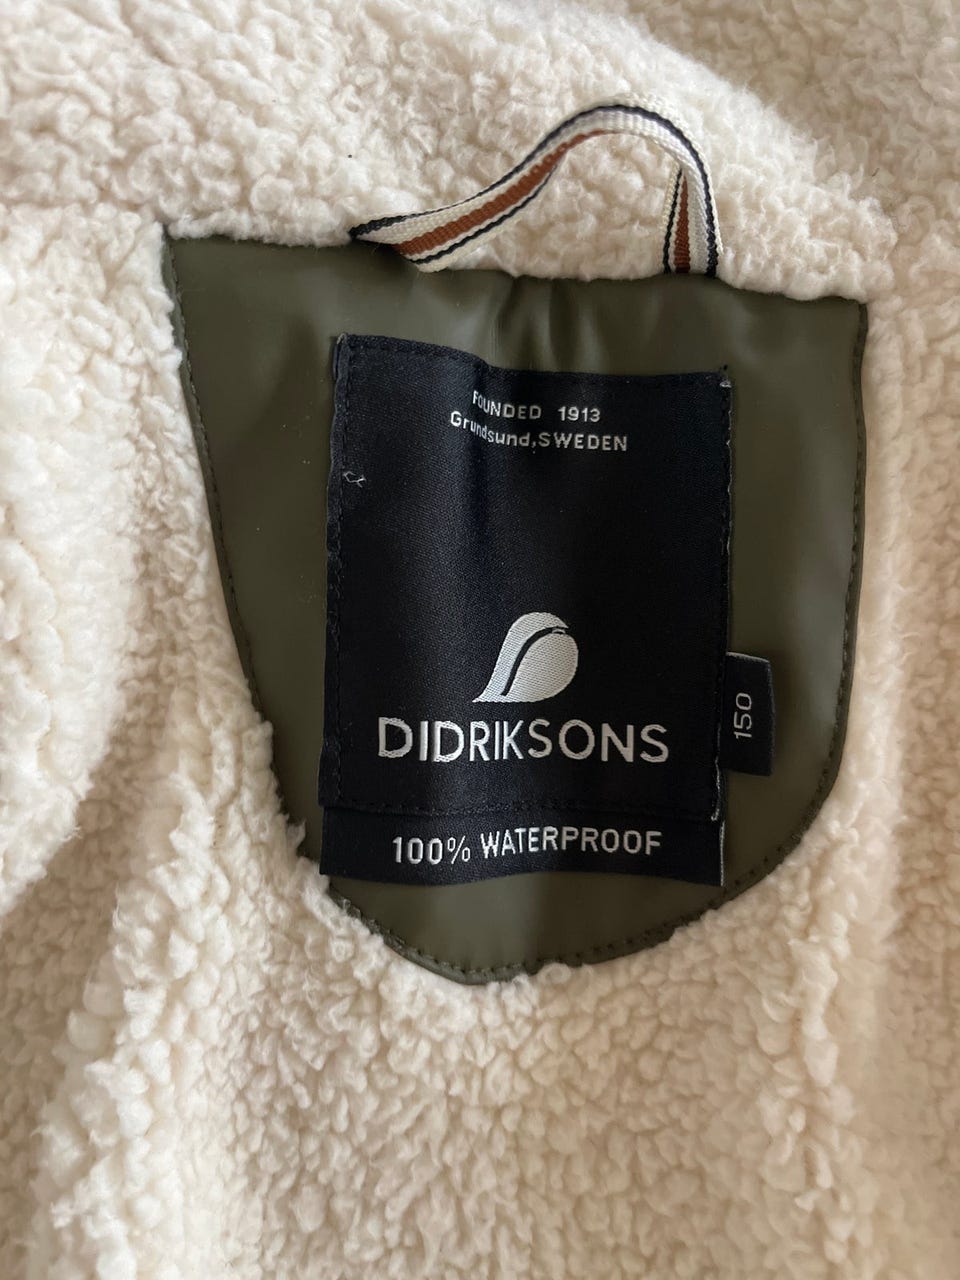 FOUNDED 1913
Grundsund,SWEDEN
DIDRIKSONS
150
100% WATERPROOF